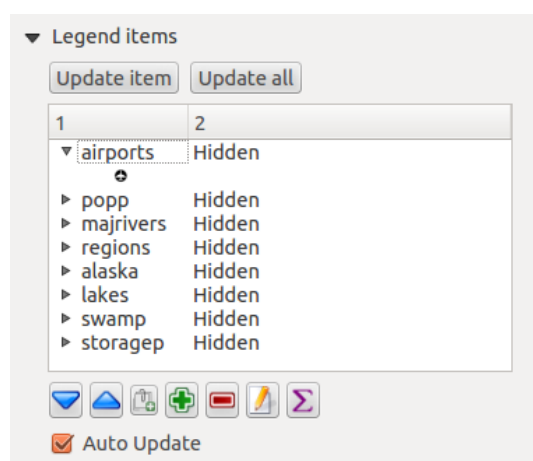 Legend items
Update item Update all
1 2
airports Hidden
popp Hidden
majrivers Hidden
regions Hidden
alaska Hidden
lakes Hidden
swamp Hidden
storagep Hidden
Σ
Auto Update